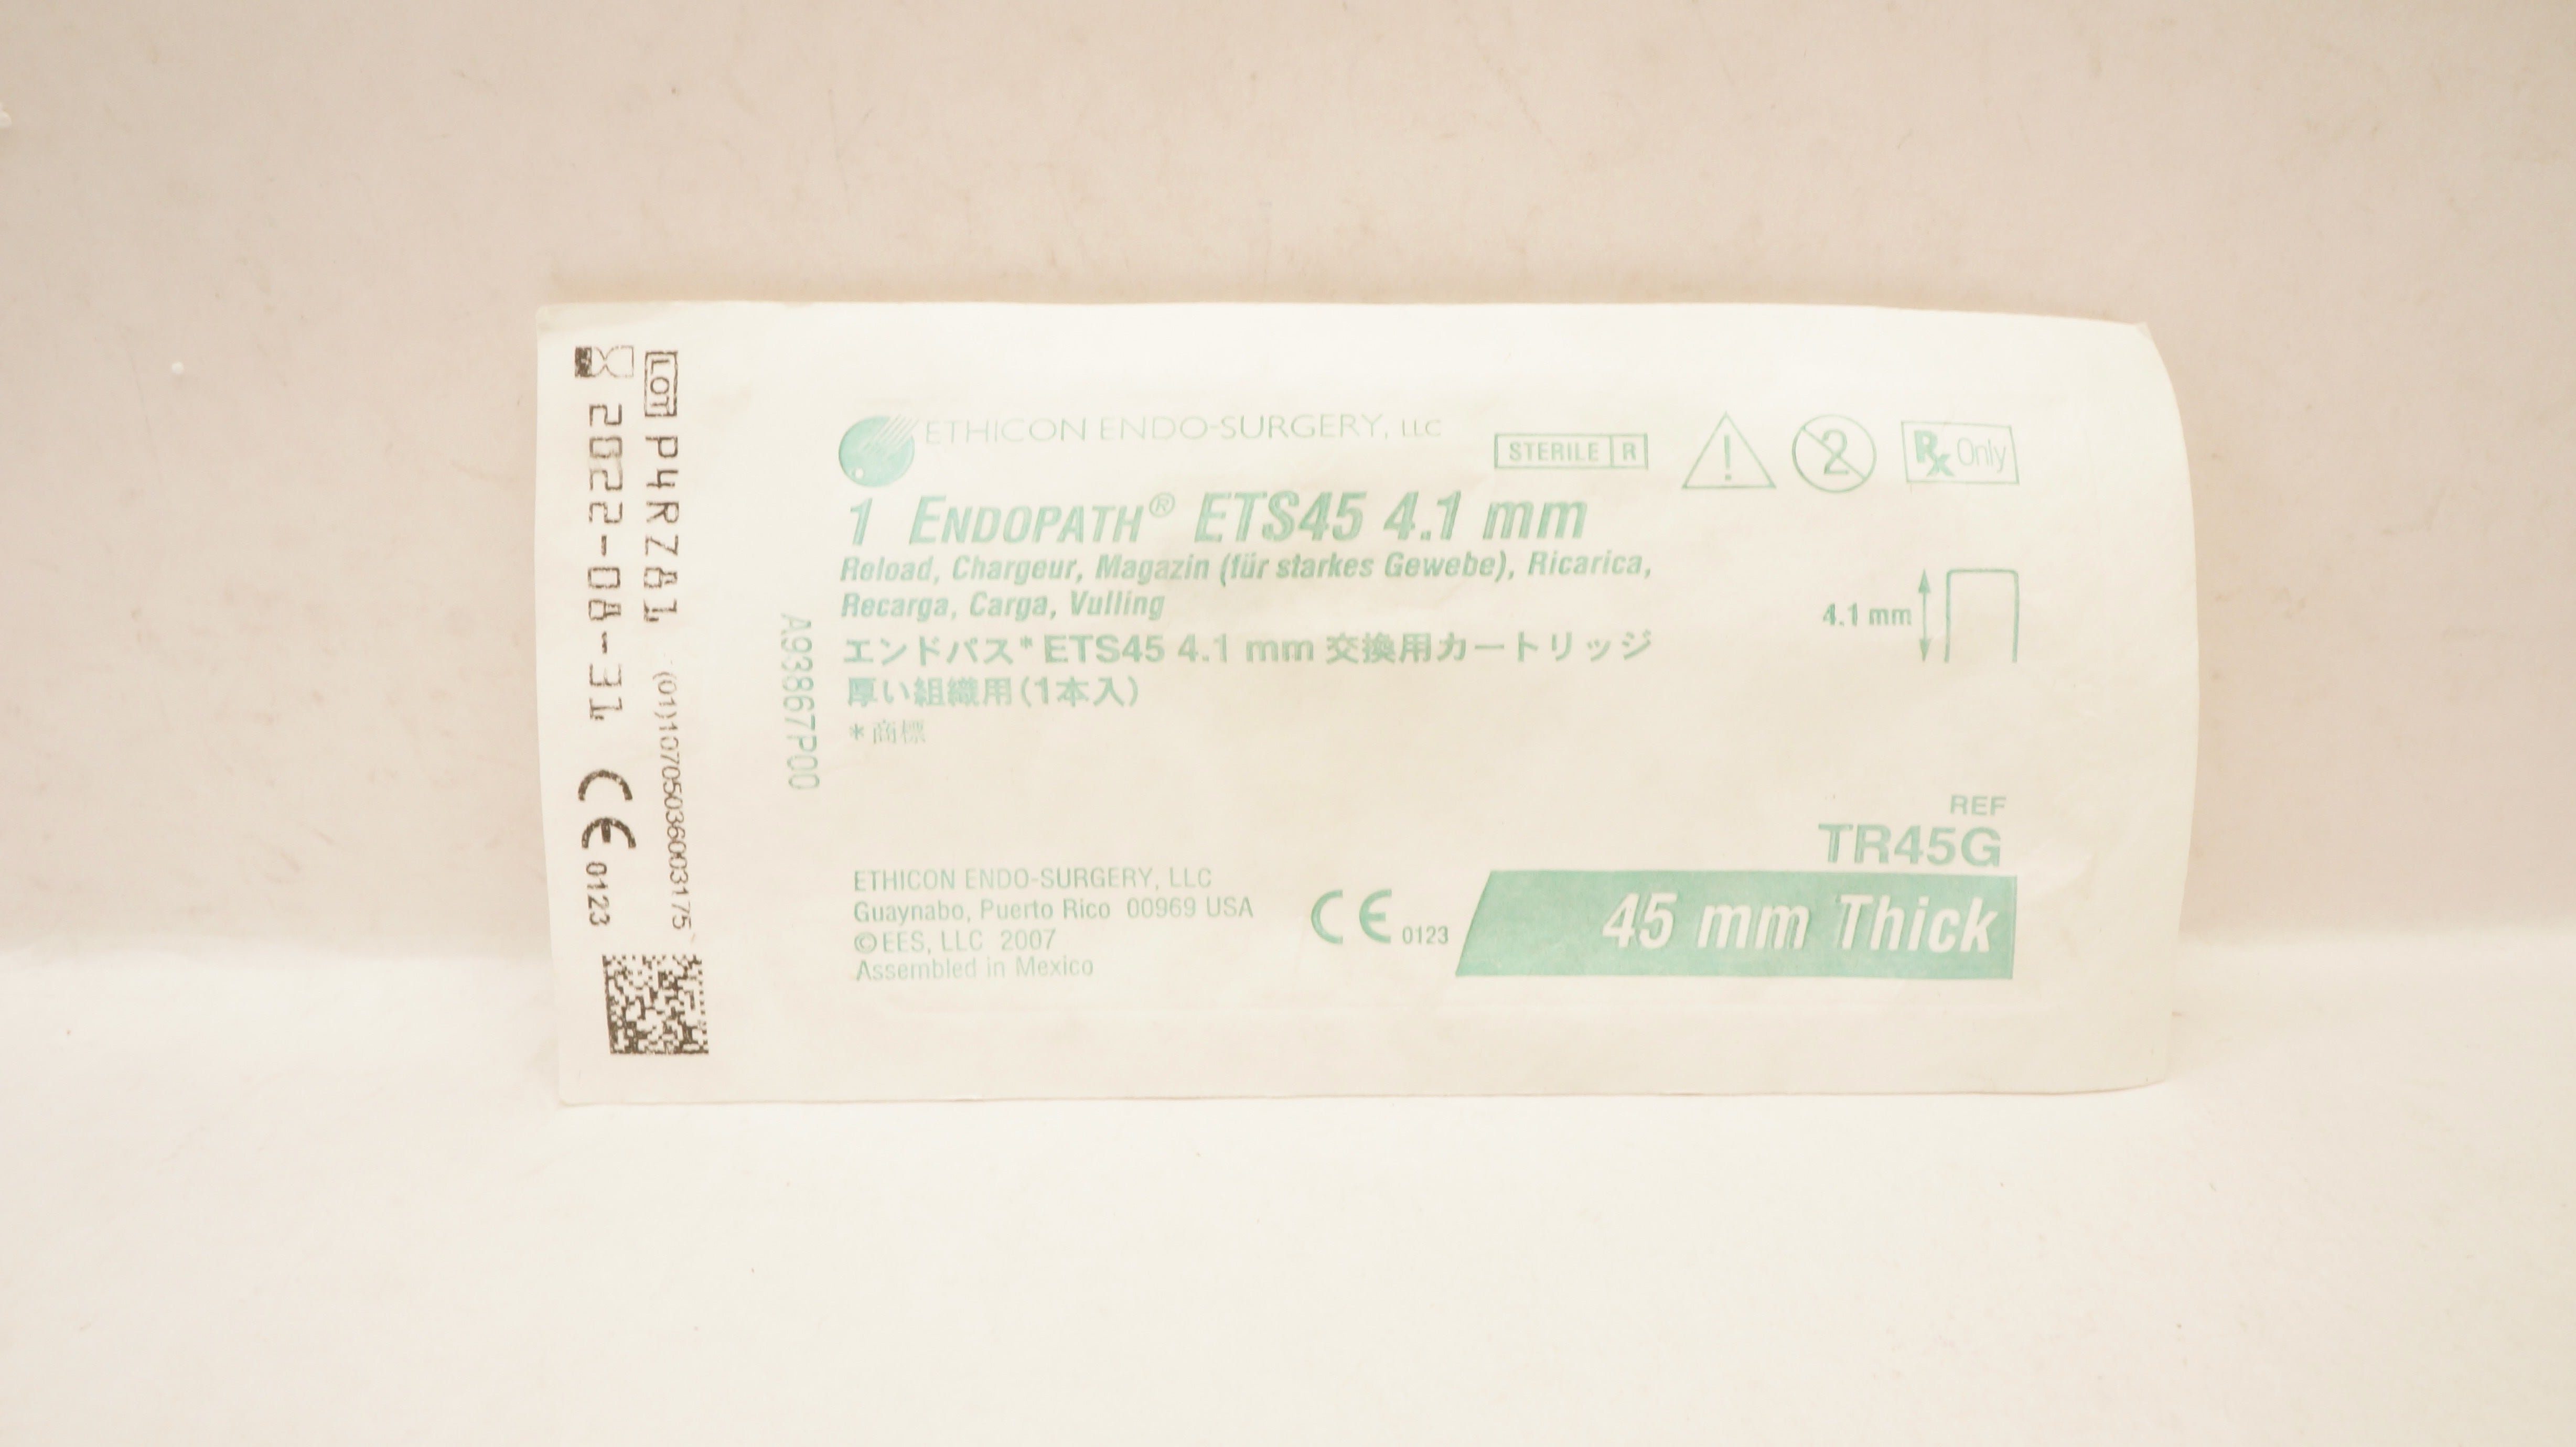 LOT P4RZ81 (01)10705036003175
2022-08-31 CE 0123
A93867P00
ETHICON ENDO-SURGERY, LLC
STERILE R
2
Rx Only
1 ENDOPATH® ETS45 4.1 mm
Reload, Chargeur, Magazin (für starkes Gewebe), Ricarica,
Recarga, Carga, Vulling
エンドパス* ETS45 4.1 mm 交換用カートリッジ
厚い組織用(1本入)
*商標
4.1 mm
REF
TR45G
45 mm Thick
ETHICON ENDO-SURGERY, LLC
Guaynabo, Puerto Rico 00969 USA
©EES, LLC 2007
Assembled in Mexico
CE 0123